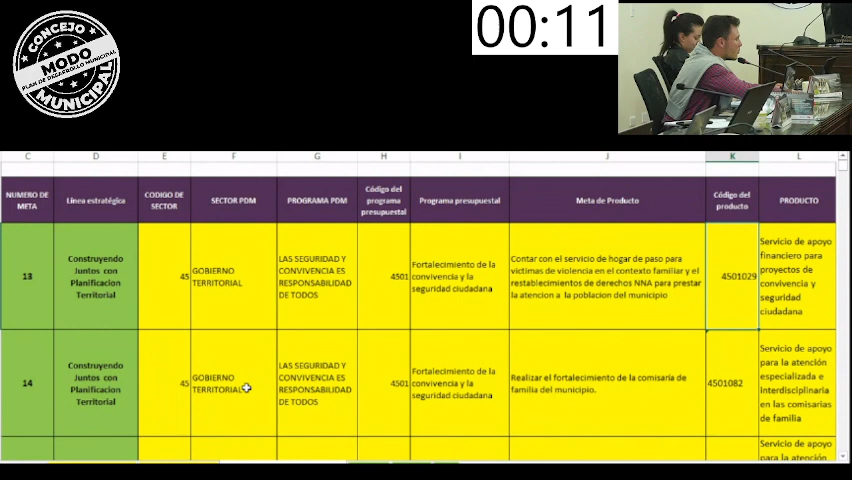 CONCEJO
MODO
PLAN DE DESARROLLO MUNICIPAL
MUNICIPAL
00:11
C D E F G H I J K L
NUMERO DE
META
Línea estratégica
CODIGO DE
SECTOR
SECTOR PDM
PROGRAMA PDM
Código del
programa
presupuestal
Programa presupuestal
Meta de Producto
Código del
producto
PRODUCTO
13
Construyendo
Juntos con
Planificacion
Territorial
45
GOBIERNO
TERRITORIAL
LAS SEGURIDAD Y
CONVIVENCIA ES
RESPONSABILIDAD
DE TODOS
4501
Fortalecimiento de la
convivencia y la
seguridad ciudadana
Contar con el servicio de hogar de paso para
victimas de violencia en el contexto familiar y el
restablecimientos de derechos NNA para prestar
la atencion a la poblacion del municipio
4501029
Servicio de apoyo
financiero para
proyectos de
convivencia y
seguridad
ciudadana
14
Construyendo
Juntos con
Planificacion
Territorial
45
GOBIERNO
TERRITORIAL
LAS SEGURIDAD Y
CONVIVENCIA ES
RESPONSABILIDAD
DE TODOS
4501
Fortalecimiento de la
convivencia y la
seguridad ciudadana
Realizar el fortalecimiento de la comisaría de
familia del municipio.
4501082
Servicio de apoyo
para la atención
especializada e
interdisciplinaria
en las comisarias
de familia
Servicio de apoyo
para la atención